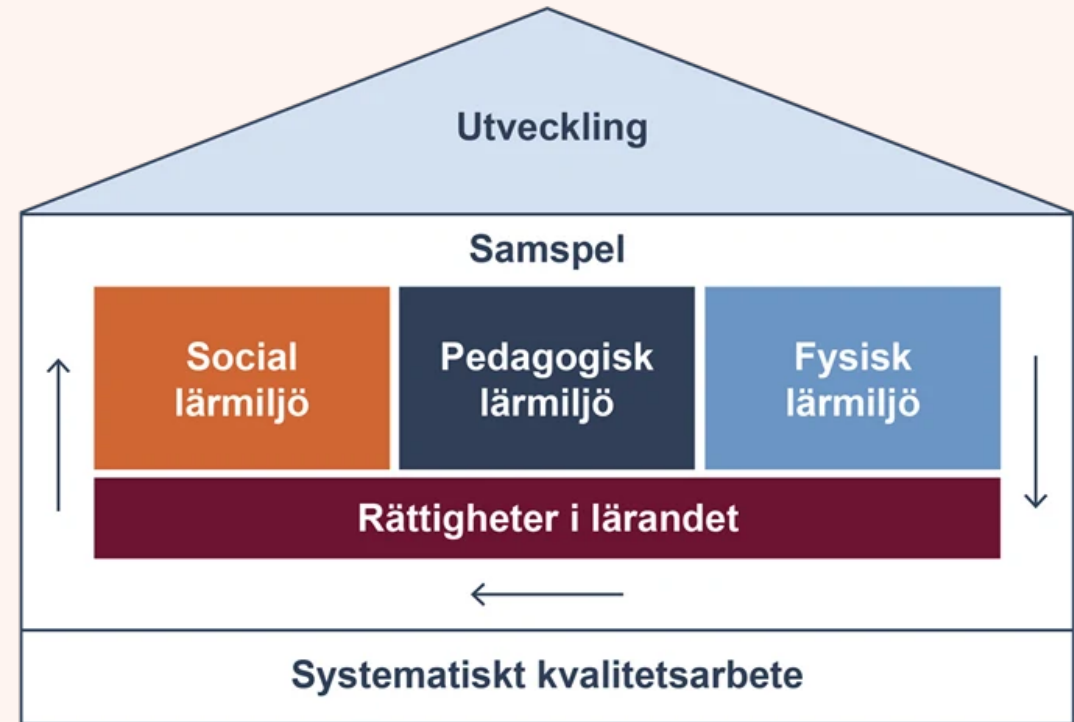 Utveckling
Samspel
Social
lärmiljö
Pedagogisk
lärmiljö
Fysisk
lärmiljö
Rättigheter i lärandet
Systematiskt kvalitetsarbete